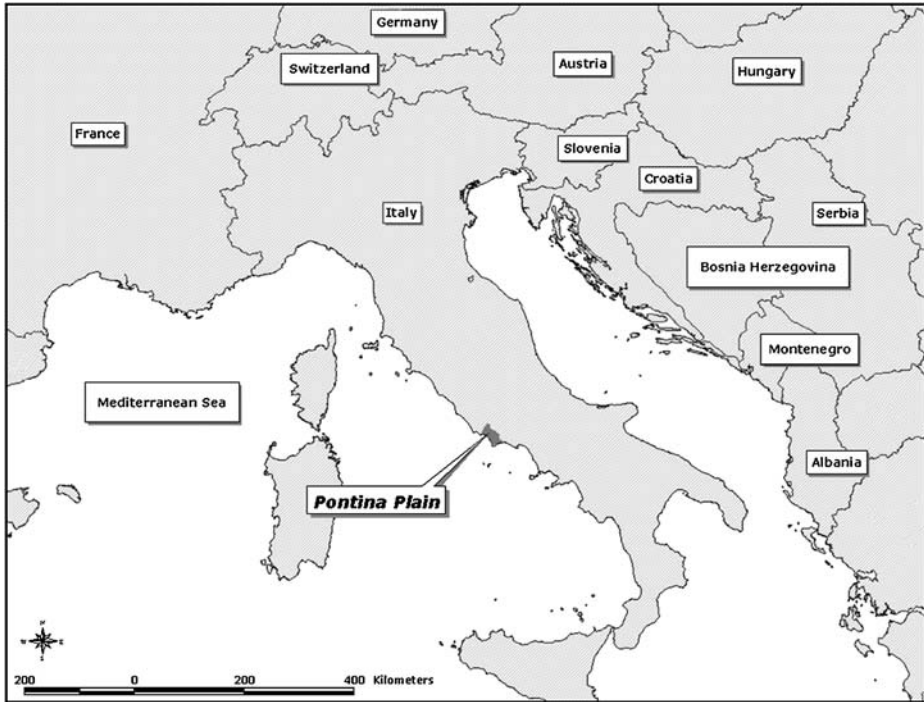 Germany
Switzerland
Austria
Hungary
France
Slovenia
Croatia
Italy
Serbia
Bosnia Herzegovina
Montenegro
Mediterranean Sea
Albania
Pontina Plain
N
W E
S
200 0 200 400 Kilometers